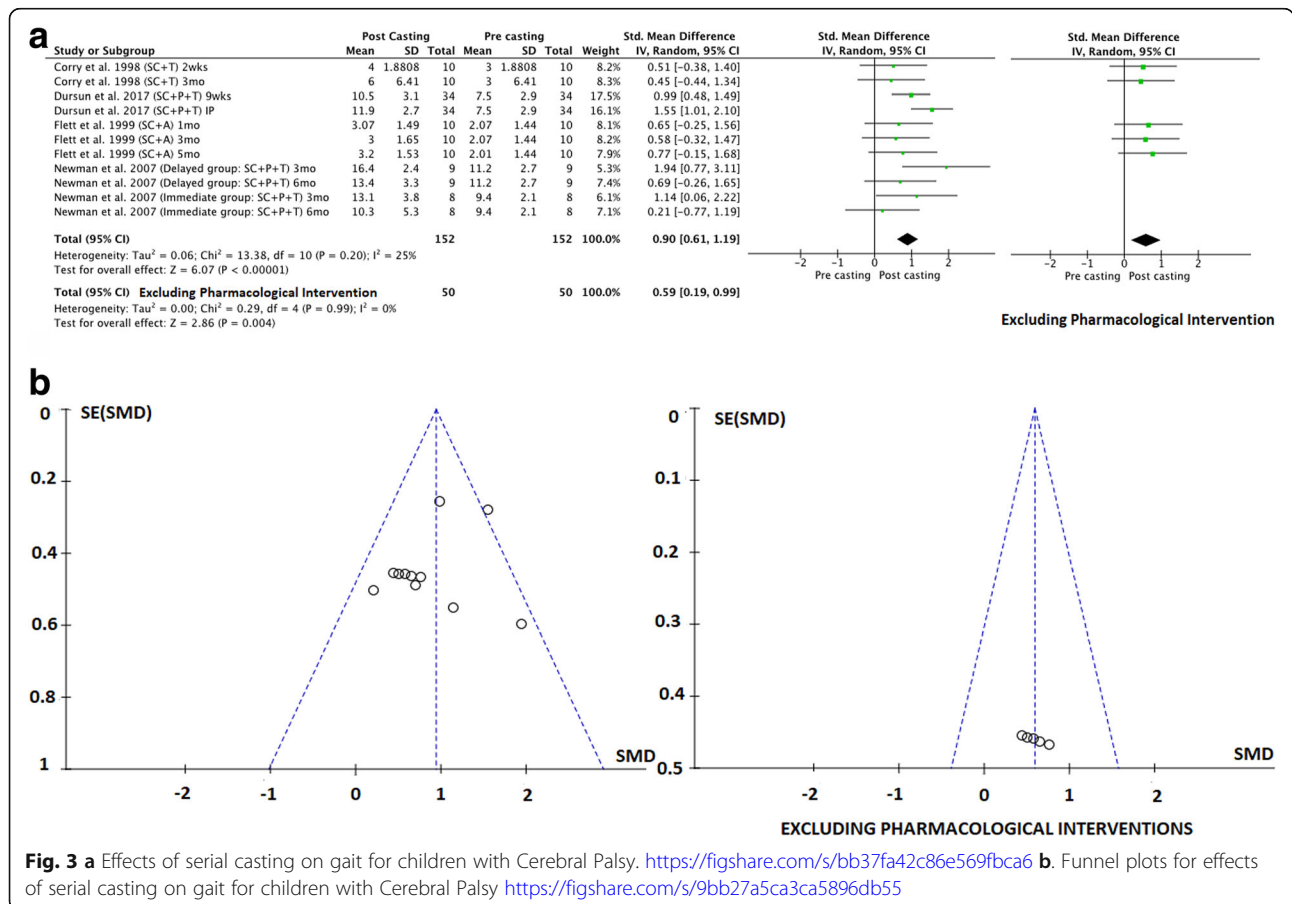 a
Post Casting Pre casting Std. Mean Difference Std. Mean Difference Std. Mean Difference
Study or Subgroup Mean SD Total Mean SD Total Weight IV, Random, 95% CI IV, Random, 95% CI IV, Random, 95% CI
Corry et al. 1998 (SC+T) 2wks 4 1.8808 10 3 1.8808 10 8.2% 0.51 [-0.38, 1.40]
Corry et al. 1998 (SC+T) 3mo 6 6.41 10 3 6.41 10 8.3% 0.45 [-0.44, 1.34]
Dursun et al. 2017 (SC+P+T) 9wks 10.5 3.1 34 7.5 2.9 34 17.5% 0.99 [0.48, 1.49]
Dursun et al. 2017 (SC+P+T) IP 11.9 2.7 34 7.5 2.9 34 16.1% 1.55 [1.01, 2.10]
Flett et al. 1999 (SC+A) 1mo 3.07 1.49 10 2.07 1.44 10 8.1% 0.65 [-0.25, 1.56]
Flett et al. 1999 (SC+A) 3mo 3 1.65 10 2.07 1.44 10 8.2% 0.58 [-0.32, 1.47]
Flett et al. 1999 (SC+A) 5mo 3.2 1.53 10 2.01 1.44 10 7.9% 0.77 [-0.15, 1.68]
Newman et al. 2007 (Delayed group: SC+P+T) 3mo 16.4 2.4 9 11.2 2.7 9 5.3% 1.94 [0.77, 3.11]
Newman et al. 2007 (Delayed group: SC+P+T) 6mo 13.4 3.3 9 11.2 2.7 9 7.4% 0.69 [-0.26, 1.65]
Newman et al. 2007 (Immediate group: SC+P+T) 3mo 13.1 3.8 8 9.4 2.1 8 6.1% 1.14 [0.06, 2.22]
Newman et al. 2007 (Immediate group: SC+P+T) 6mo 10.3 5.3 8 9.4 2.1 8 7.1% 0.21 [-0.77, 1.19]
Total (95% CI) 152 152 100.0% 0.90 [0.61, 1.19]
Heterogeneity: Tau² = 0.06; Chi² = 13.38, df = 10 (P = 0.20); I² = 25%
Test for overall effect: Z = 6.07 (P < 0.00001)
-2 -1 0 1 2 -2 -1 0 1 2
Pre casting Post casting Pre casting Post casting
Total (95% CI) Excluding Pharmacological Intervention 50 50 100.0% 0.59 [0.19, 0.99]
Heterogeneity: Tau² = 0.00; Chi² = 0.29, df = 4 (P = 0.99); I² = 0%
Test for overall effect: Z = 2.86 (P = 0.004)
Excluding Pharmacological Intervention
b
0 SE(SMD)
0.2
0.4
0.6
0.8
1
SMD
-2 -1 0 1 2
0 SE(SMD)
0.1
0.2
0.3
0.4
0.5
SMD
-2 -1 0 1 2
EXCLUDING PHARMACOLOGICAL INTERVENTIONS
Fig. 3 a Effects of serial casting on gait for children with Cerebral Palsy. https://figshare.com/s/bb37fa42c86e569fbca6 b. Funnel plots for effects
of serial casting on gait for children with Cerebral Palsy https://figshare.com/s/9bb27a5ca3ca5896db55